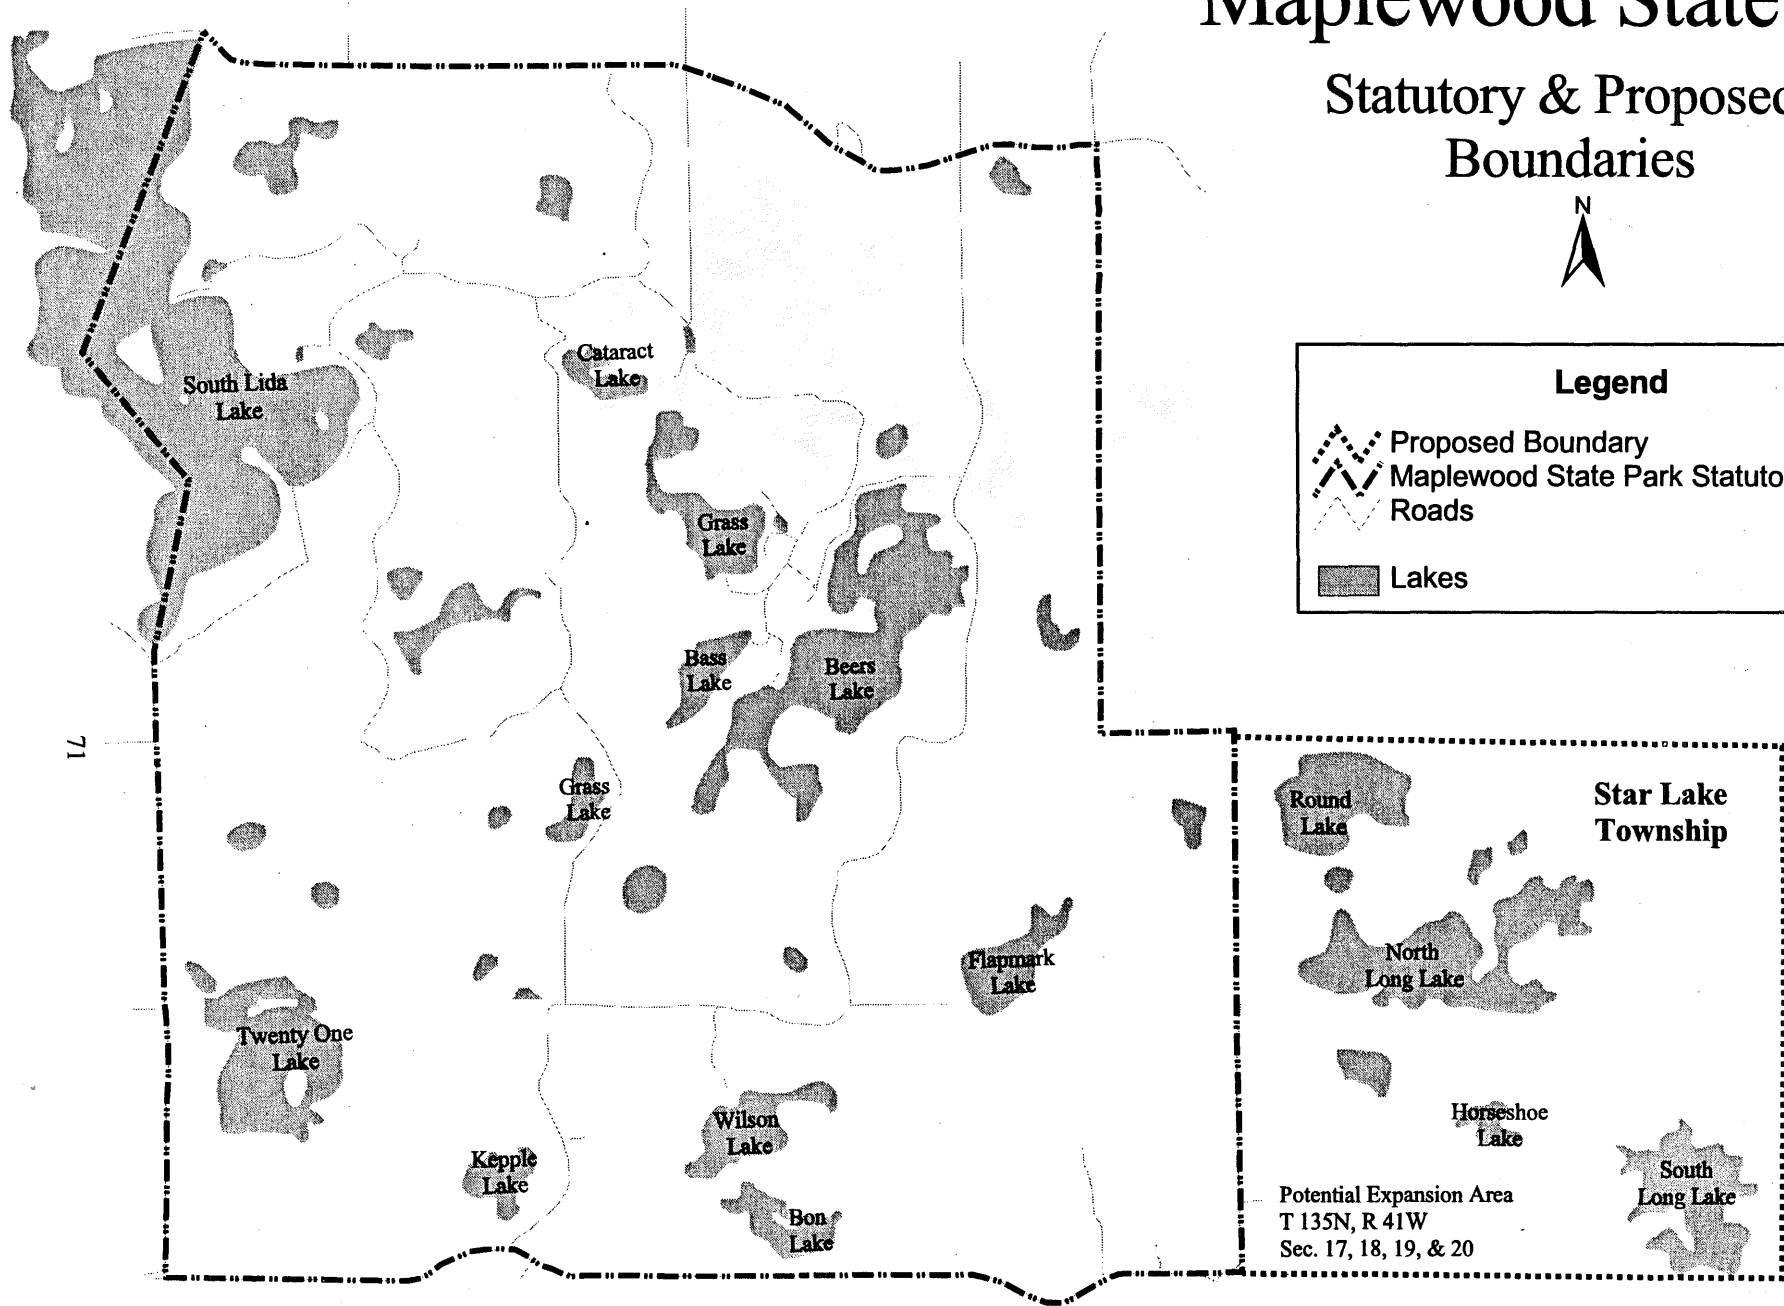 Maplewood State
Statutory & Proposed
Boundaries
N
Legend
Proposed Boundary
Maplewood State Park Statuto
Roads
Lakes
Cataract
Lake
South Lida
Lake
Grass
Lake
Bass
Lake
Beers
Lake
71
Grass
Lake
Round
Lake
Star Lake
Township
Flapmark
Lake
North
Long Lake
Twenty One
Lake
Wilson
Lake
Horseshoe
Lake
Kepple
Lake
South
Long Lake
Bon
Lake
Potential Expansion Area
T 135N, R 41W
Sec. 17, 18, 19, & 20